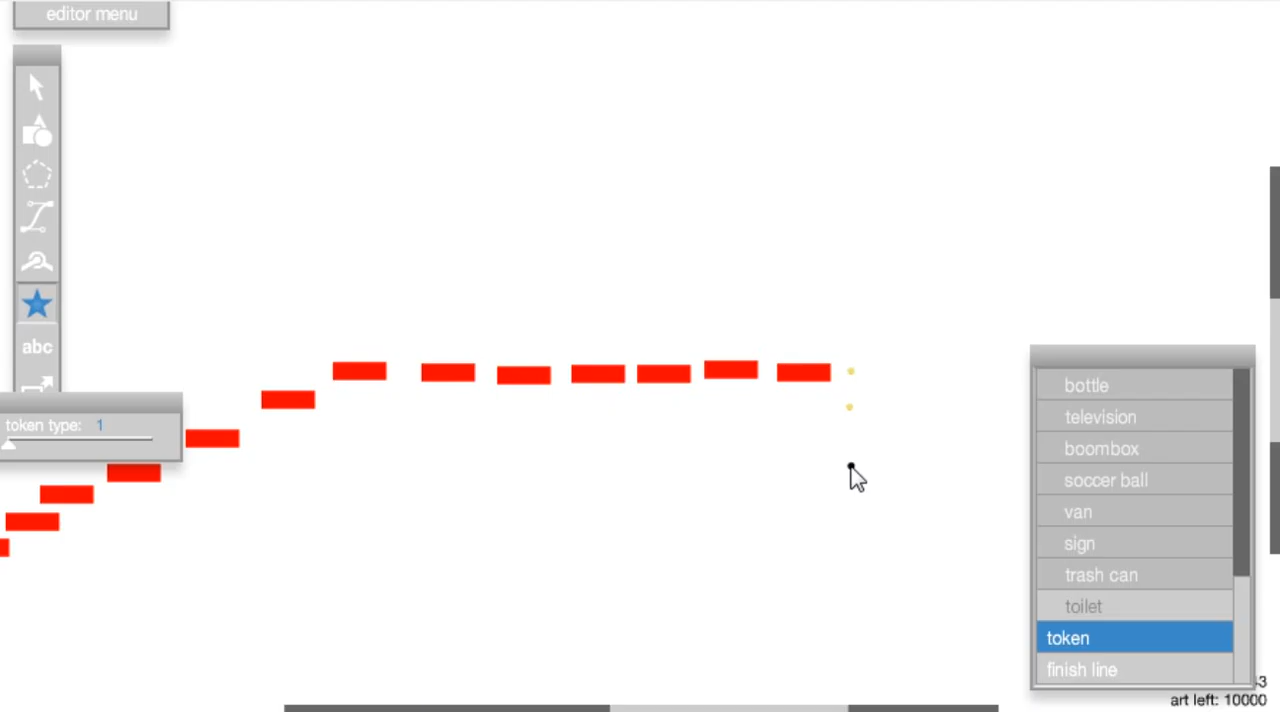 editor menu
abc
token type: 1
bottle
television
boombox
soccer ball
van
sign
trash can
toilet
token
finish line
art left: 10000